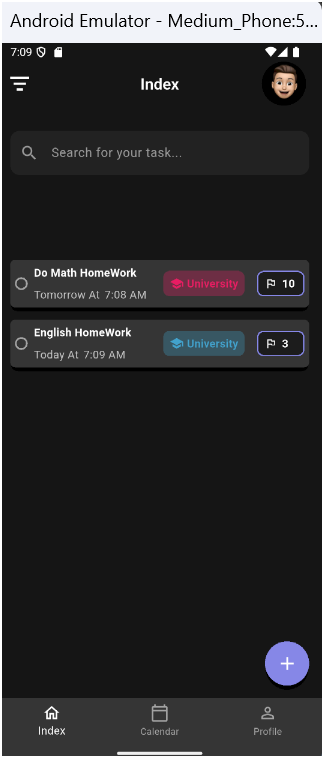 Android Emulator - Medium_Phone:5...
7:09
Index
Search for your task...
Do Math HomeWork
Tomorrow At 7:08 AM
University
10
English HomeWork
Today At 7:09 AM
University
3
Index
Calendar
Profile